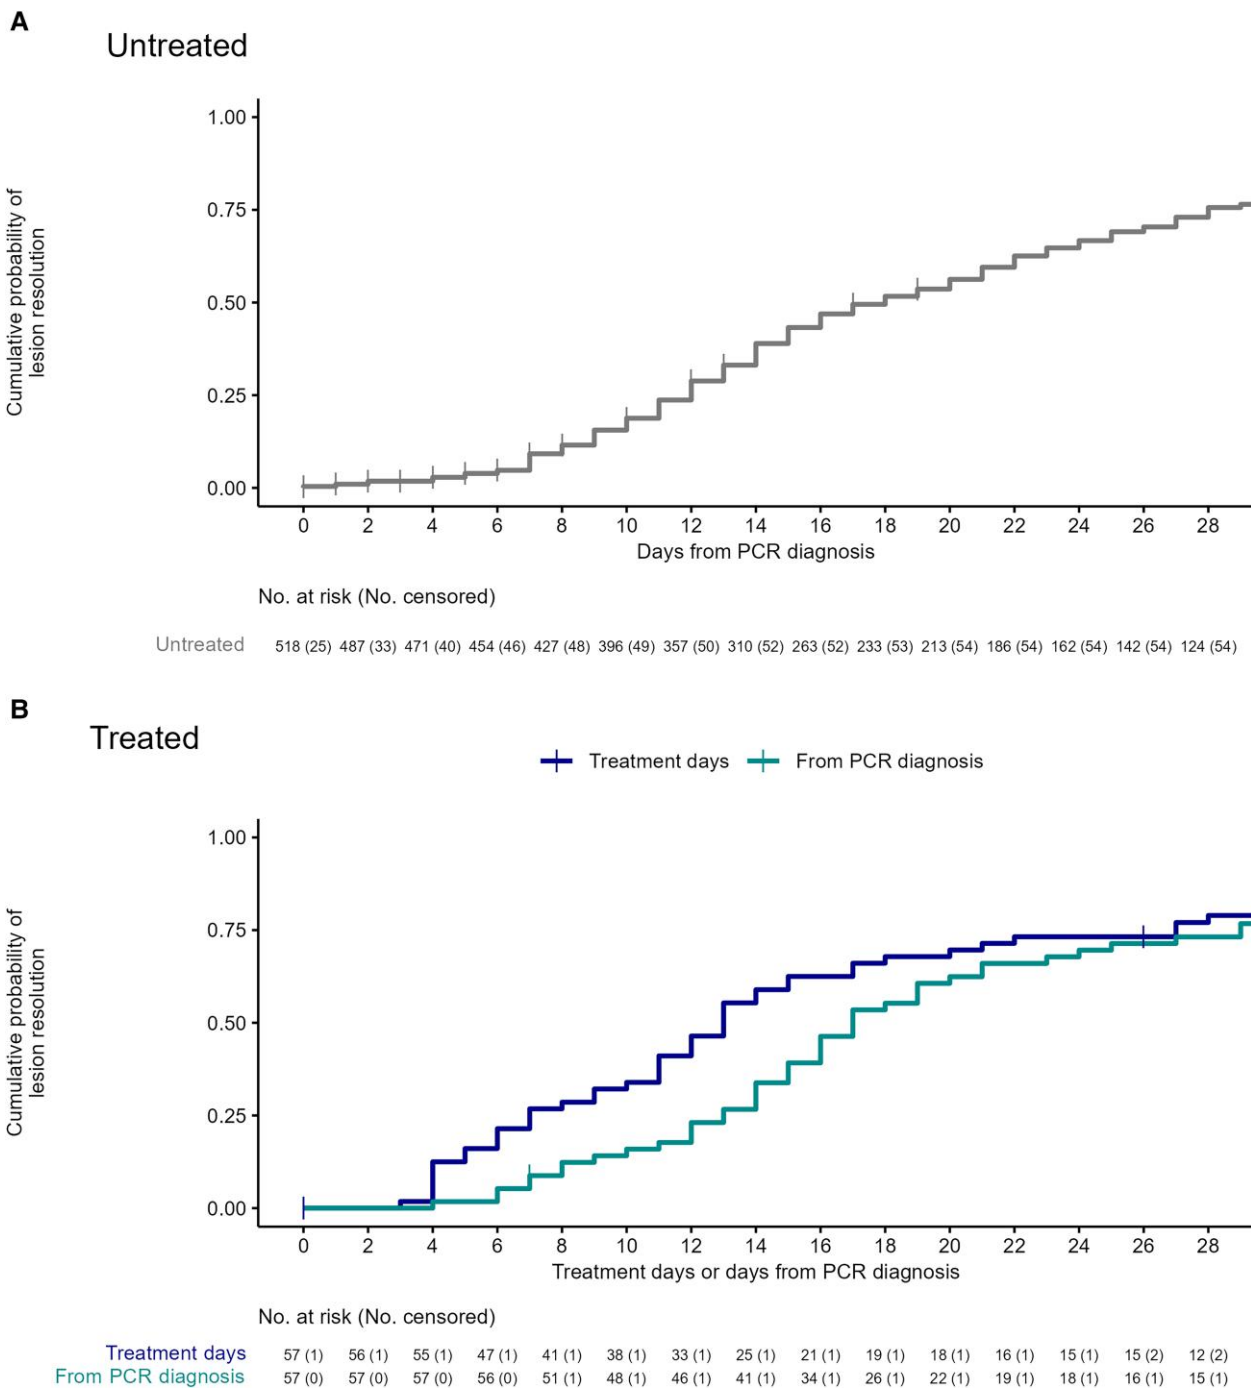 A
Untreated
Cumulative probability of
lesion resolution
1.00
0.75
0.50
0.25
0.00
0 2 4 6 8 10 12 14 16 18 20 22 24 26 28
Days from PCR diagnosis
No. at risk (No. censored)
Untreated 518 (25) 487 (33) 471 (40) 454 (46) 427 (48) 396 (49) 357 (50) 310 (52) 263 (52) 233 (53) 213 (54) 186 (54) 162 (54) 142 (54) 124 (54)
B
Treated
Treatment days From PCR diagnosis
Cumulative probability of
lesion resolution
1.00
0.75
0.50
0.25
0.00
0 2 4 6 8 10 12 14 16 18 20 22 24 26 28
Treatment days or days from PCR diagnosis
No. at risk (No. censored)
Treatment days 57 (1) 56 (1) 55 (1) 47 (1) 41 (1) 38 (1) 33 (1) 25 (1) 21 (1) 19 (1) 18 (1) 16 (1) 15 (1) 15 (2) 12 (2)
From PCR diagnosis 57 (0) 57 (0) 57 (0) 56 (0) 51 (1) 48 (1) 46 (1) 41 (1) 34 (1) 26 (1) 22 (1) 19 (1) 18 (1) 16 (1) 15 (1)